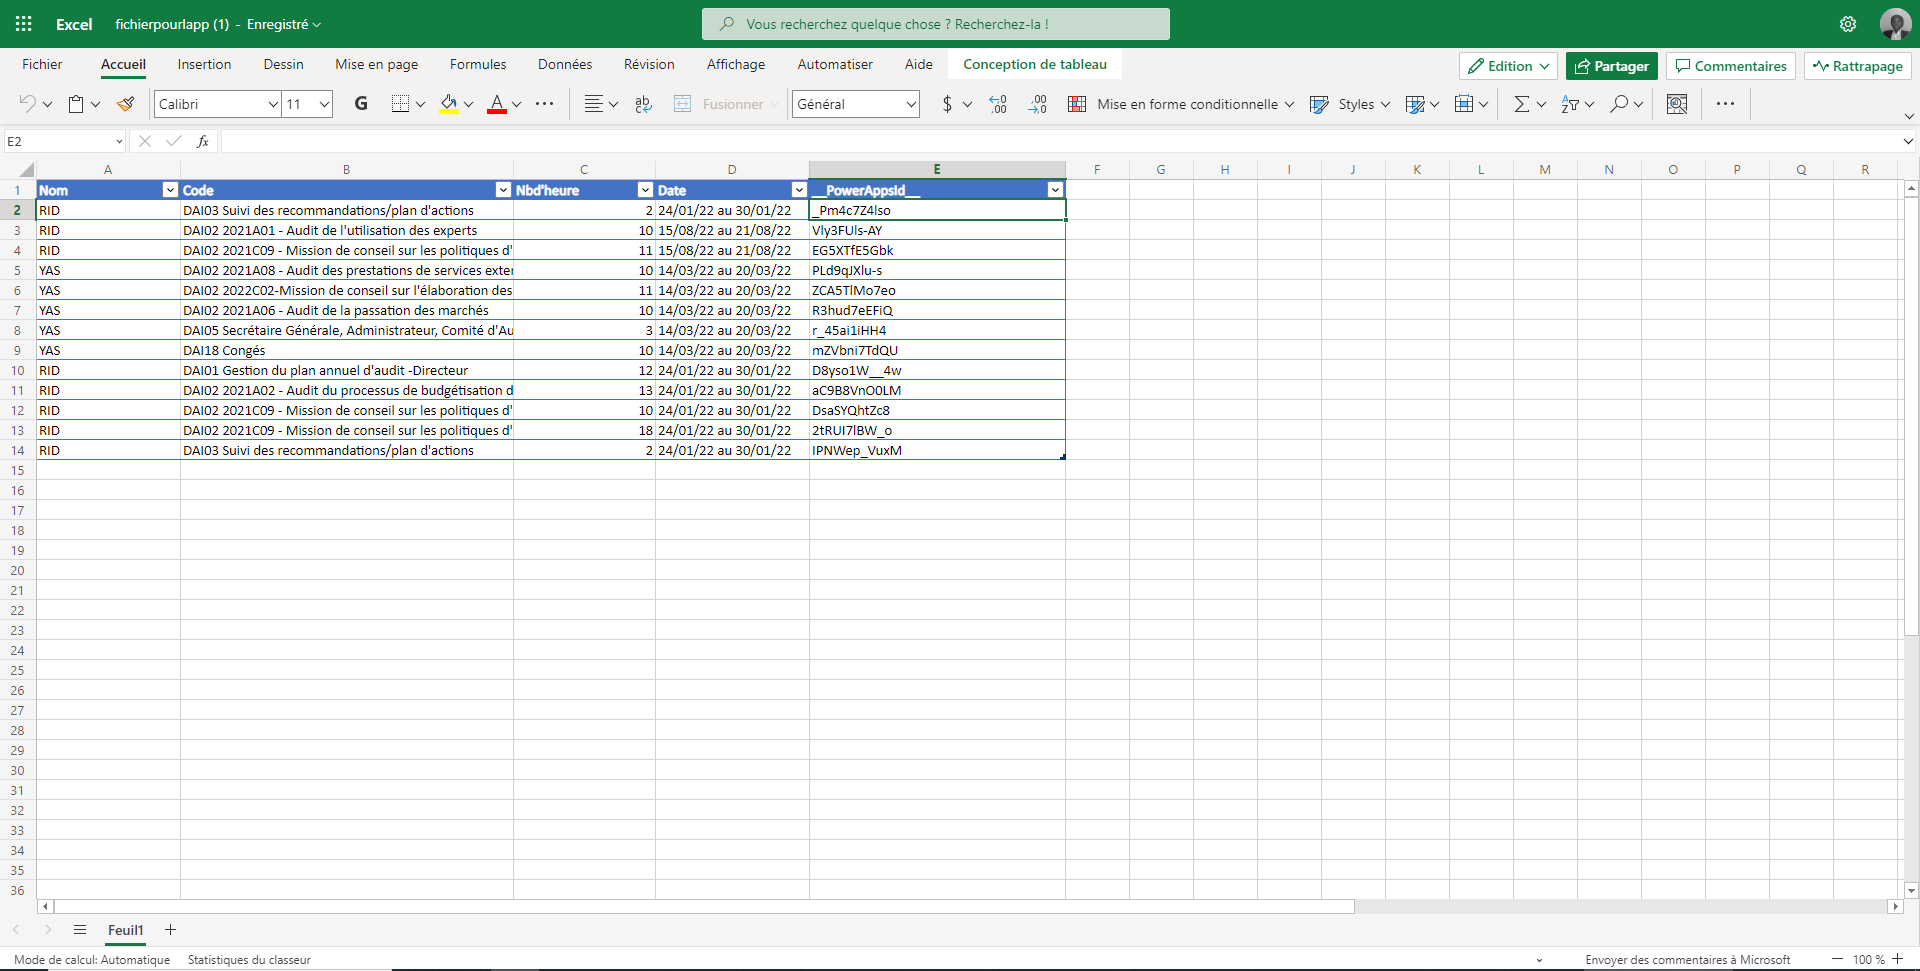 Excel fichierpourlapp (1) - Enregistré Vous recherchez quelque chose ? Recherchez-la !
Fichier Accueil Insertion Dessin Mise en page Formules Données Révision Affichage Automatiser Aide Conception de tableau Edition Partager Commentaires Rattrapage
Calibri 11 G A ab Fusionner Général $ ,00 ,00 Mise en forme conditionnelle Styles
E2 fx
A B C D E F G H I J K L M N O P Q R
1 Nom Code Nbd'heure Date __PowerAppsId__
2 RID DAI03 Suivi des recommandations/plan d'actions 2 24/01/22 au 30/01/22 _Pm4c7Z4lso
3 RID DAI02 2021A01 - Audit de l'utilisation des experts 10 15/08/22 au 21/08/22 Vly3FUls-AY
4 RID DAI02 2021C09 - Mission de conseil sur les politiques d' 11 15/08/22 au 21/08/22 EG5XTfE5Gbk
5 YAS DAI02 2021A08 - Audit des prestations de services exter 10 14/03/22 au 20/03/22 PLd9qJXlu-s
6 YAS DAI02 2022C02-Mission de conseil sur l'élaboration des 11 14/03/22 au 20/03/22 ZCA5TlMo7eo
7 YAS DAI02 2021A06 - Audit de la passation des marchés 10 14/03/22 au 20/03/22 R3hud7eEFiQ
8 YAS DAI05 Secrétaire Générale, Administrateur, Comité d'Au 3 14/03/22 au 20/03/22 r_45ai1iHH4
9 YAS DAI18 Congés 10 14/03/22 au 20/03/22 mZVbni7TdQU
10 RID DAI01 Gestion du plan annuel d'audit -Directeur 12 24/01/22 au 30/01/22 D8yso1W__4w
11 RID DAI02 2021A02 - Audit du processus de budgétisation d 13 24/01/22 au 30/01/22 aC9B8VnO0LM
12 RID DAI02 2021C09 - Mission de conseil sur les politiques d' 10 24/01/22 au 30/01/22 DsaSYQhtZc8
13 RID DAI02 2021C09 - Mission de conseil sur les politiques d' 18 24/01/22 au 30/01/22 2tRUI7lBW_o
14 RID DAI03 Suivi des recommandations/plan d'actions 2 24/01/22 au 30/01/22 IPNWep_VuxM
15
16
17
18
19
20
21
22
23
24
25
26
27
28
29
30
31
32
33
34
35
36
Feuil1
Mode de calcul: Automatique Statistiques du classeur Envoyer des commentaires à Microsoft 100 %